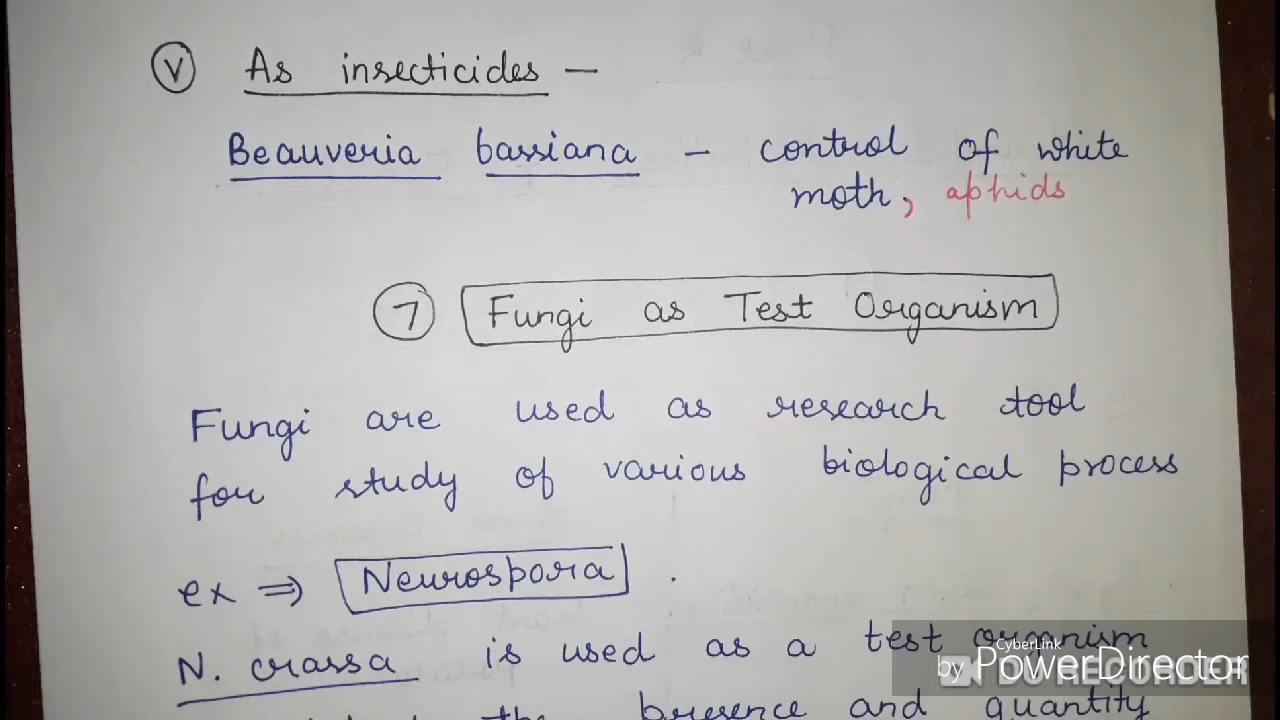 V As insecticides –
Beauveria bassiana – control of white
moth, aphids
7 Fungi as Test Organism
Fungi are used as research tool
for study of various biological process
ex ⇒ Neurospora .
N. crassa is used as a test organism
the presence and quantity
CyberLink
by PowerDirector
RECORDER